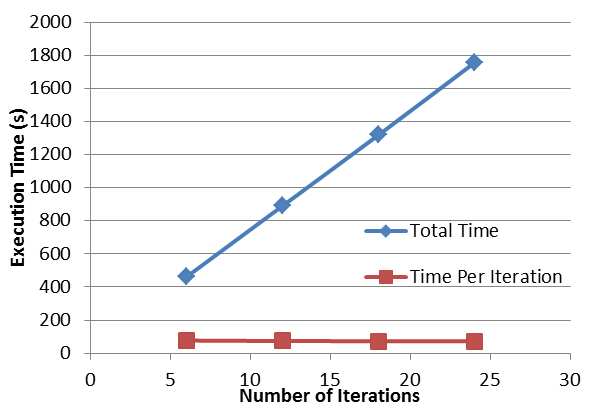 2000
1800
1600
1400
1200
1000
800
600
400
200
0
Execution Time (s)
Total Time
Time Per Iteration
0 5 10 15 20 25 30
Number of Iterations